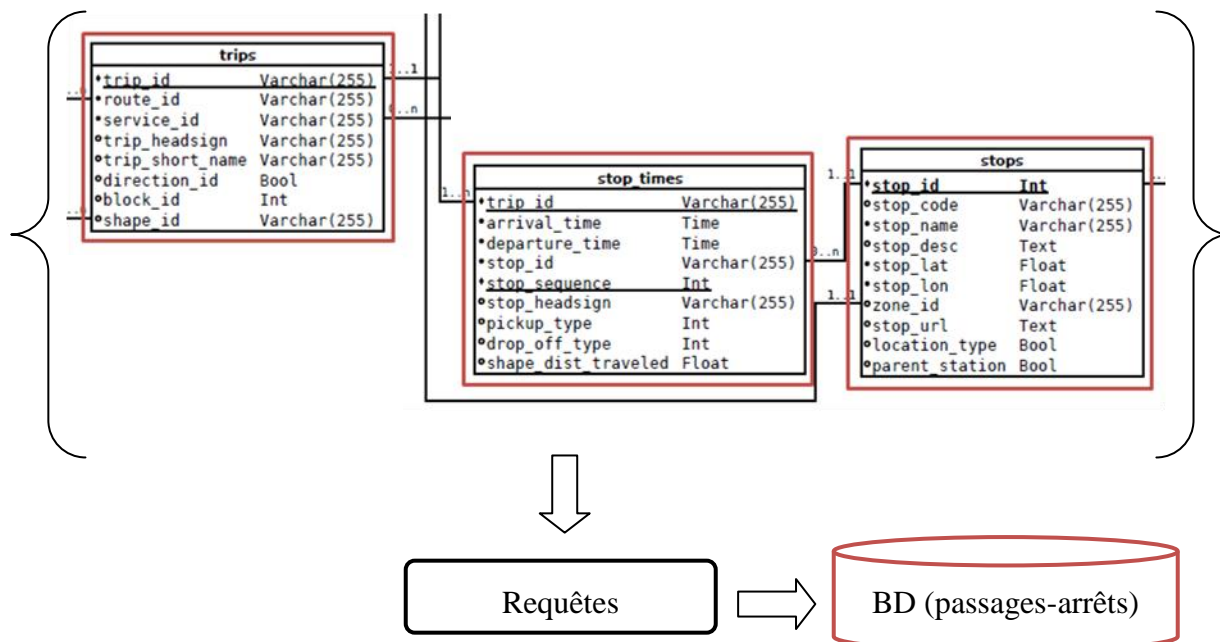 trips
trip_id Varchar(255)
route_id Varchar(255)
service_id Varchar(255)
trip_headsign Varchar(255)
trip_short_name Varchar(255)
direction_id Bool
block_id Int
shape_id Varchar(255)
0..n
1..n
stop_times
trip_id Varchar(255)
arrival_time Time
departure_time Time
stop_id Varchar(255)
stop_sequence Int
stop_headsign Varchar(255)
pickup_type Int
drop_off_type Int
shape_dist_traveled Float
0..n
1..1
1..1
stops
stop_id Int
stop_code Varchar(255)
stop_name Varchar(255)
stop_desc Text
stop_lat Float
stop_lon Float
zone_id Varchar(255)
stop_url Text
location_type Bool
parent_station Bool
Requêtes
BD (passages-arrêts)